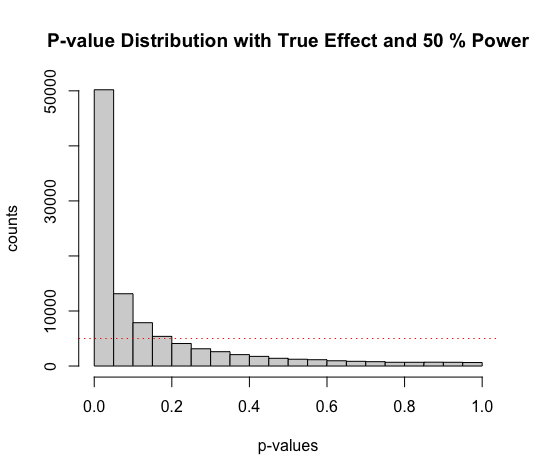 P-value Distribution with True Effect and 50 % Power
counts
50000
30000
10000
0
0.0 0.2 0.4 0.6 0.8 1.0
p-values